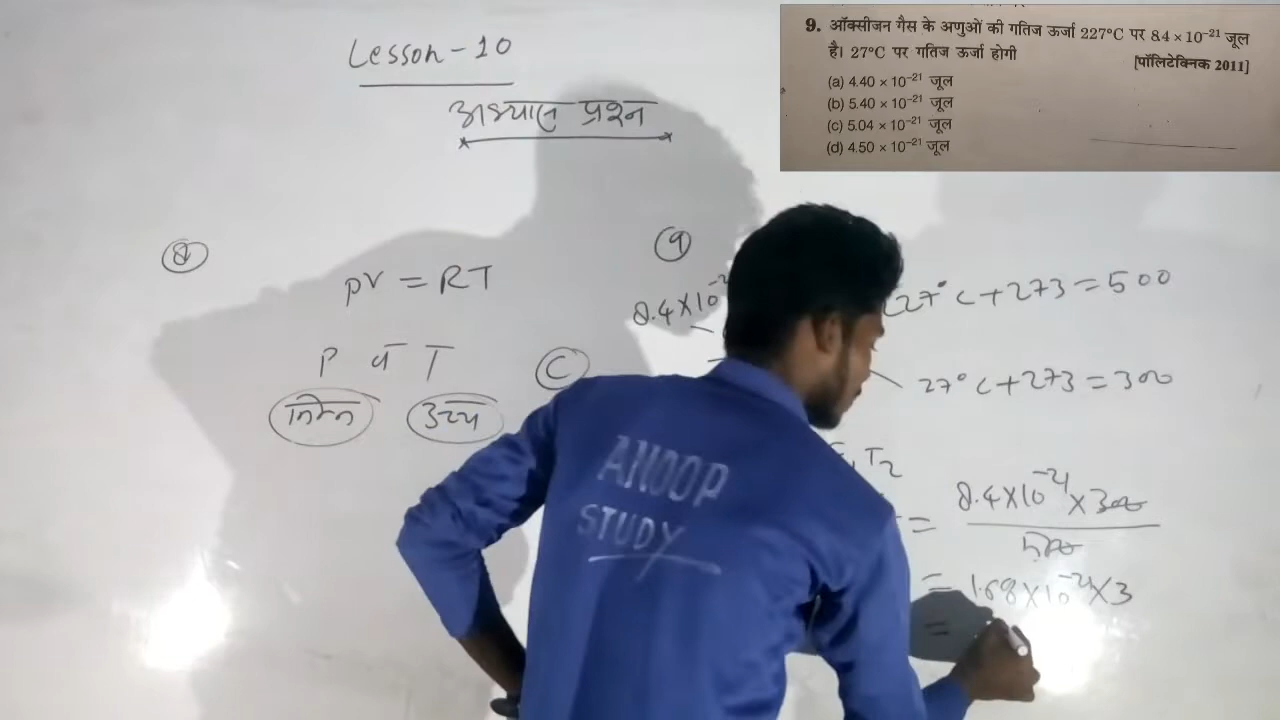 Lesson-10
अभ्यास प्रश्न
9. ऑक्सीजन गैस के अणुओं की गतिज ऊर्जा 227°C पर 8.4 × 10⁻²¹ जूल
है। 27°C पर गतिज ऊर्जा होगी
[पॉलिटेक्निक 2011]
(a) 4.40 × 10⁻²¹ जूल
(b) 5.40 × 10⁻²¹ जूल
(c) 5.04 × 10⁻²¹ जूल
(d) 4.50 × 10⁻²¹ जूल
8
PV = RT
P व T
निम्न उच्च
C
9
8.4×10⁻²
227°C+273=500
27°C+273=300
T₂
= 8.4×10⁻²¹×300
500
= 1.68×10⁻²¹×3
=
ANOOP
STUDY